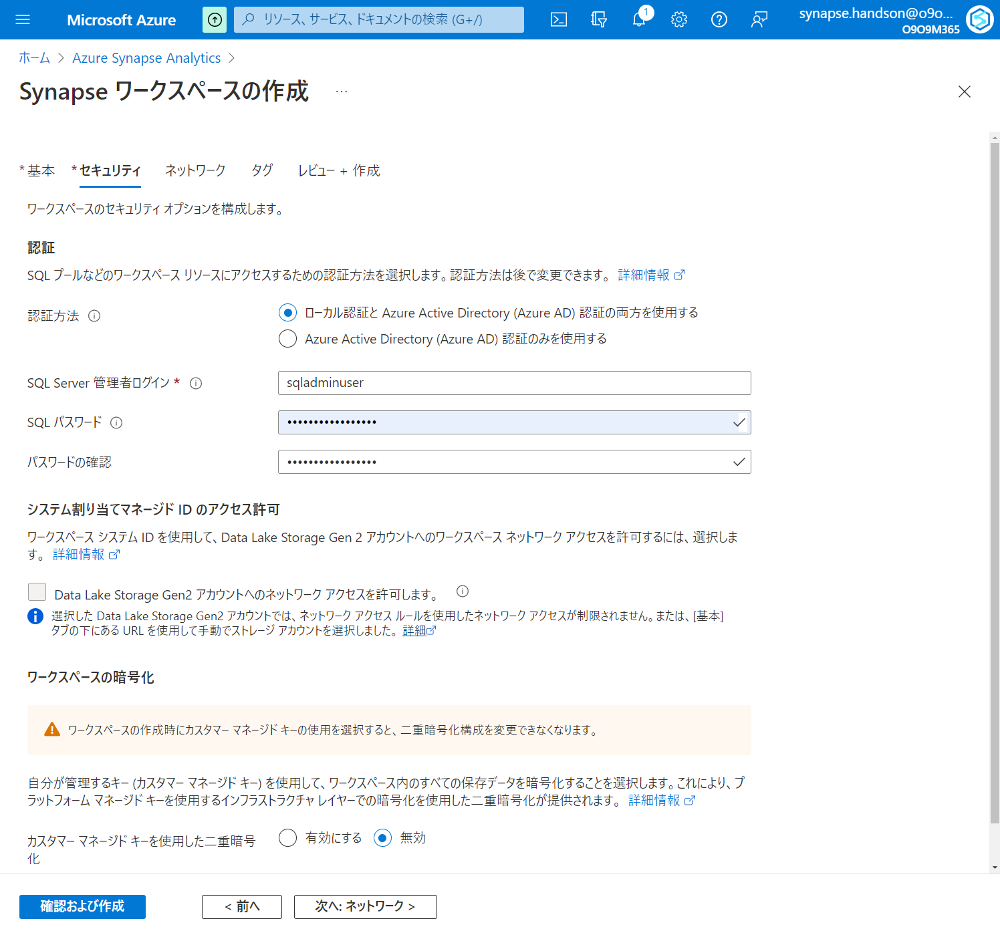 Microsoft Azure
リソース、サービス、ドキュメントの検索 (G+/)
1
synapse.handson@o9o...
O9O9M365
ホーム > Azure Synapse Analytics >
Synapse ワークスペースの作成 ...
* 基本 * セキュリティ ネットワーク タグ レビュー + 作成
ワークスペースのセキュリティ オプションを構成します。
認証
SQL プールなどのワークスペース リソースにアクセスするための認証方法を選択します。認証方法は後で変更できます。 詳細情報
認証方法
ローカル認証と Azure Active Directory (Azure AD) 認証の両方を使用する
Azure Active Directory (Azure AD) 認証のみを使用する
SQL Server 管理者ログイン *
sqladminuser
SQL パスワード
•••••••••••••••••
パスワードの確認
•••••••••••••••••
システム割り当てマネージド ID のアクセス許可
ワークスペース システム ID を使用して、Data Lake Storage Gen 2 アカウントへのワークスペース ネットワーク アクセスを許可するには、選択しま
す。 詳細情報
Data Lake Storage Gen2 アカウントへのネットワーク アクセスを許可します。
選択した Data Lake Storage Gen2 アカウントでは、ネットワーク アクセス ルールを使用したネットワーク アクセスが制限されません。または、[基本]
タブの下にある URL を使用して手動でストレージ アカウントを選択しました。 詳細
ワークスペースの暗号化
ワークスペースの作成時にカスタマー マネージド キーの使用を選択すると、二重暗号化構成を変更できなくなります。
自分が管理するキー (カスタマー マネージド キー) を使用して、ワークスペース内のすべての保存データを暗号化することを選択します。これにより、プ
ラットフォーム マネージド キーを使用するインフラストラクチャ レイヤーでの暗号化を使用した二重暗号化が提供されます。 詳細情報
カスタマー マネージド キーを使用した二重暗号
化
有効にする 無効
確認および作成 < 前へ 次へ: ネットワーク >